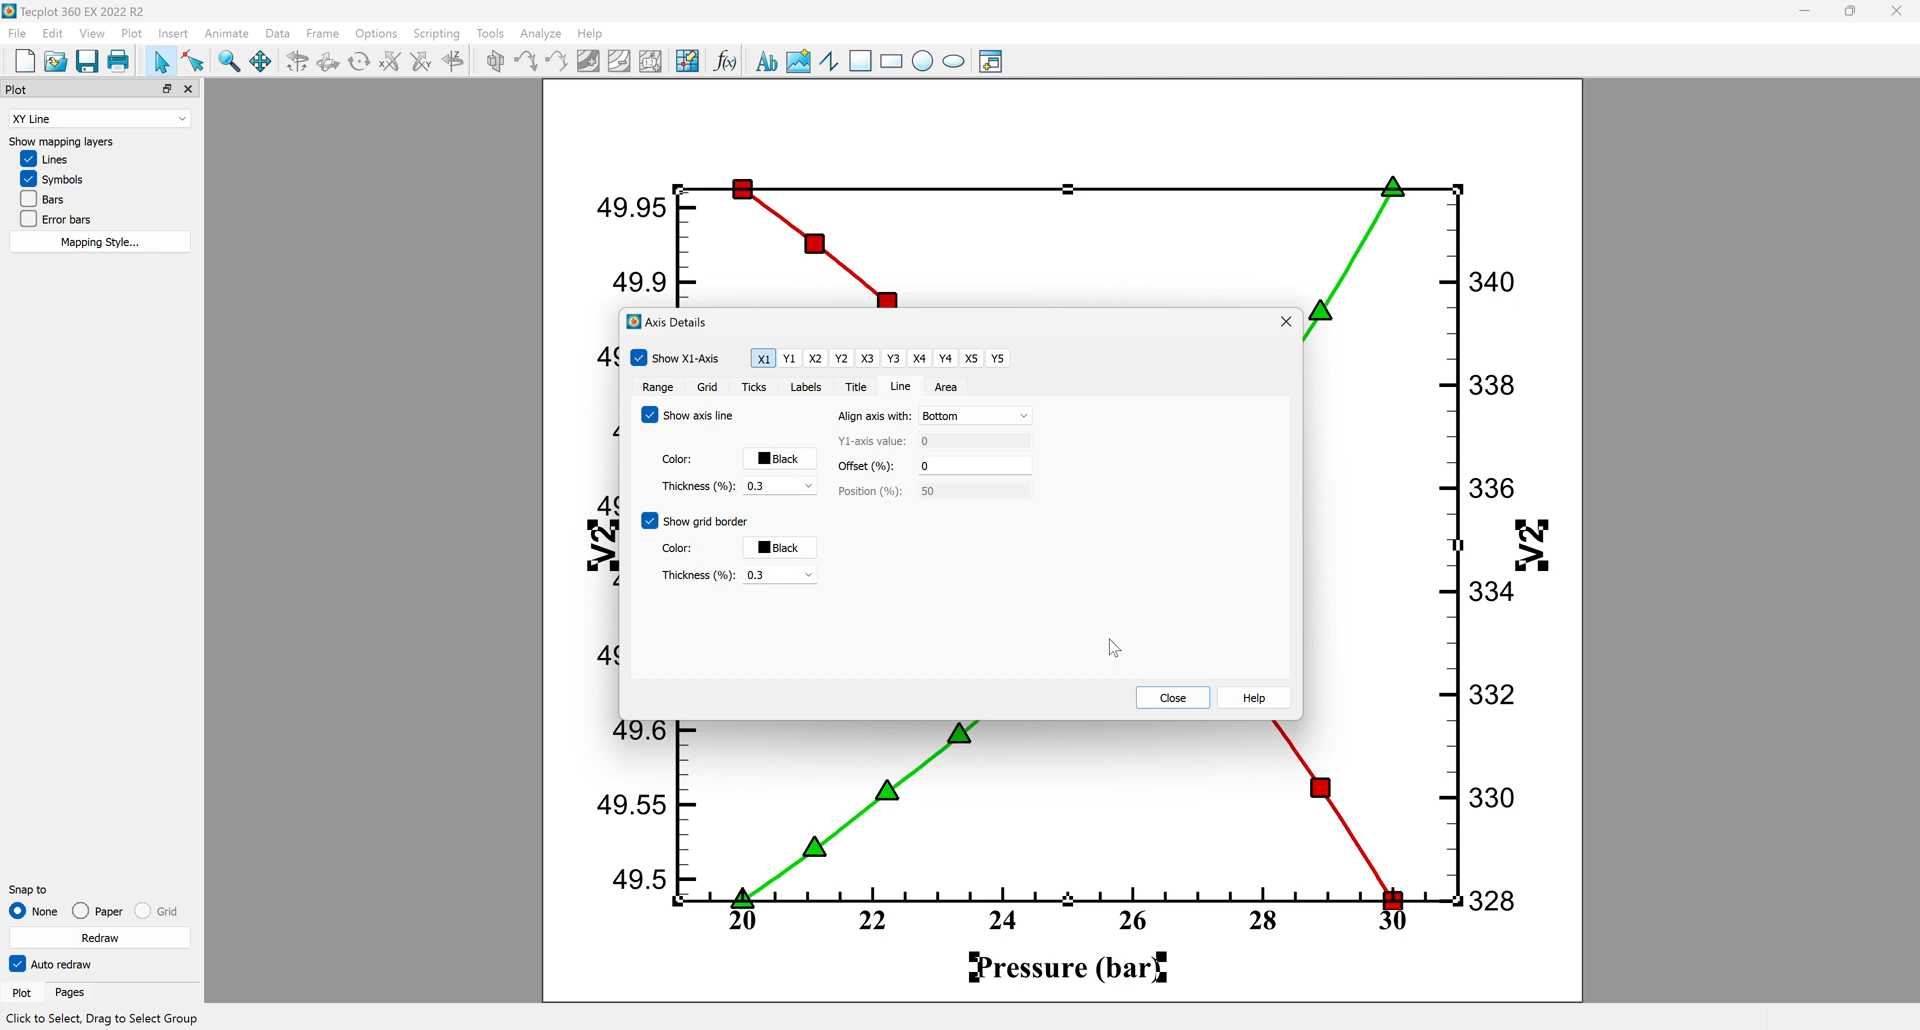 Tecplot 360 EX 2022 R2
File Edit View Plot Insert Animate Data Frame Options Scripting Tools Analyze Help
Plot
XY Line
Show mapping layers
Lines
Symbols
Bars
Error bars
Mapping Style...
Snap to
None Paper Grid
Redraw
Auto redraw
Plot Pages
Click to Select, Drag to Select Group
49.95
49.9
49.6
49.55
49.5
V2
340
338
336
334
332
330
328
V2
20 22 24 26 28 30
Pressure (bar)
Axis Details
Show X1-Axis X1 Y1 X2 Y2 X3 Y3 X4 Y4 X5 Y5
Range Grid Ticks Labels Title Line Area
Show axis line
Color: Black
Thickness (%): 0.3
Show grid border
Color: Black
Thickness (%): 0.3
Align axis with: Bottom
Y1-axis value: 0
Offset (%): 0
Position (%): 50
Close Help